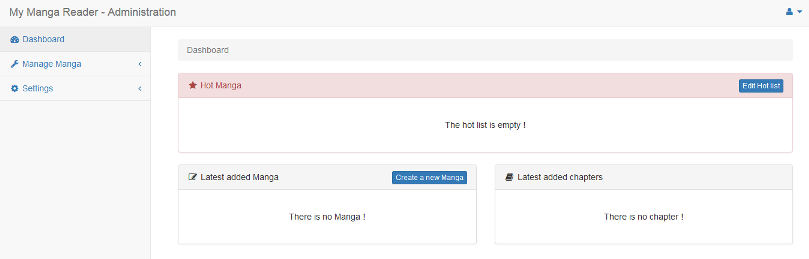 My Manga Reader - Administration
Dashboard
Manage Manga
Settings
Dashboard
Hot Manga
Edit Hot list
The hot list is empty !
Latest added Manga
Create a new Manga
There is no Manga !
Latest added chapters
There is no chapter !